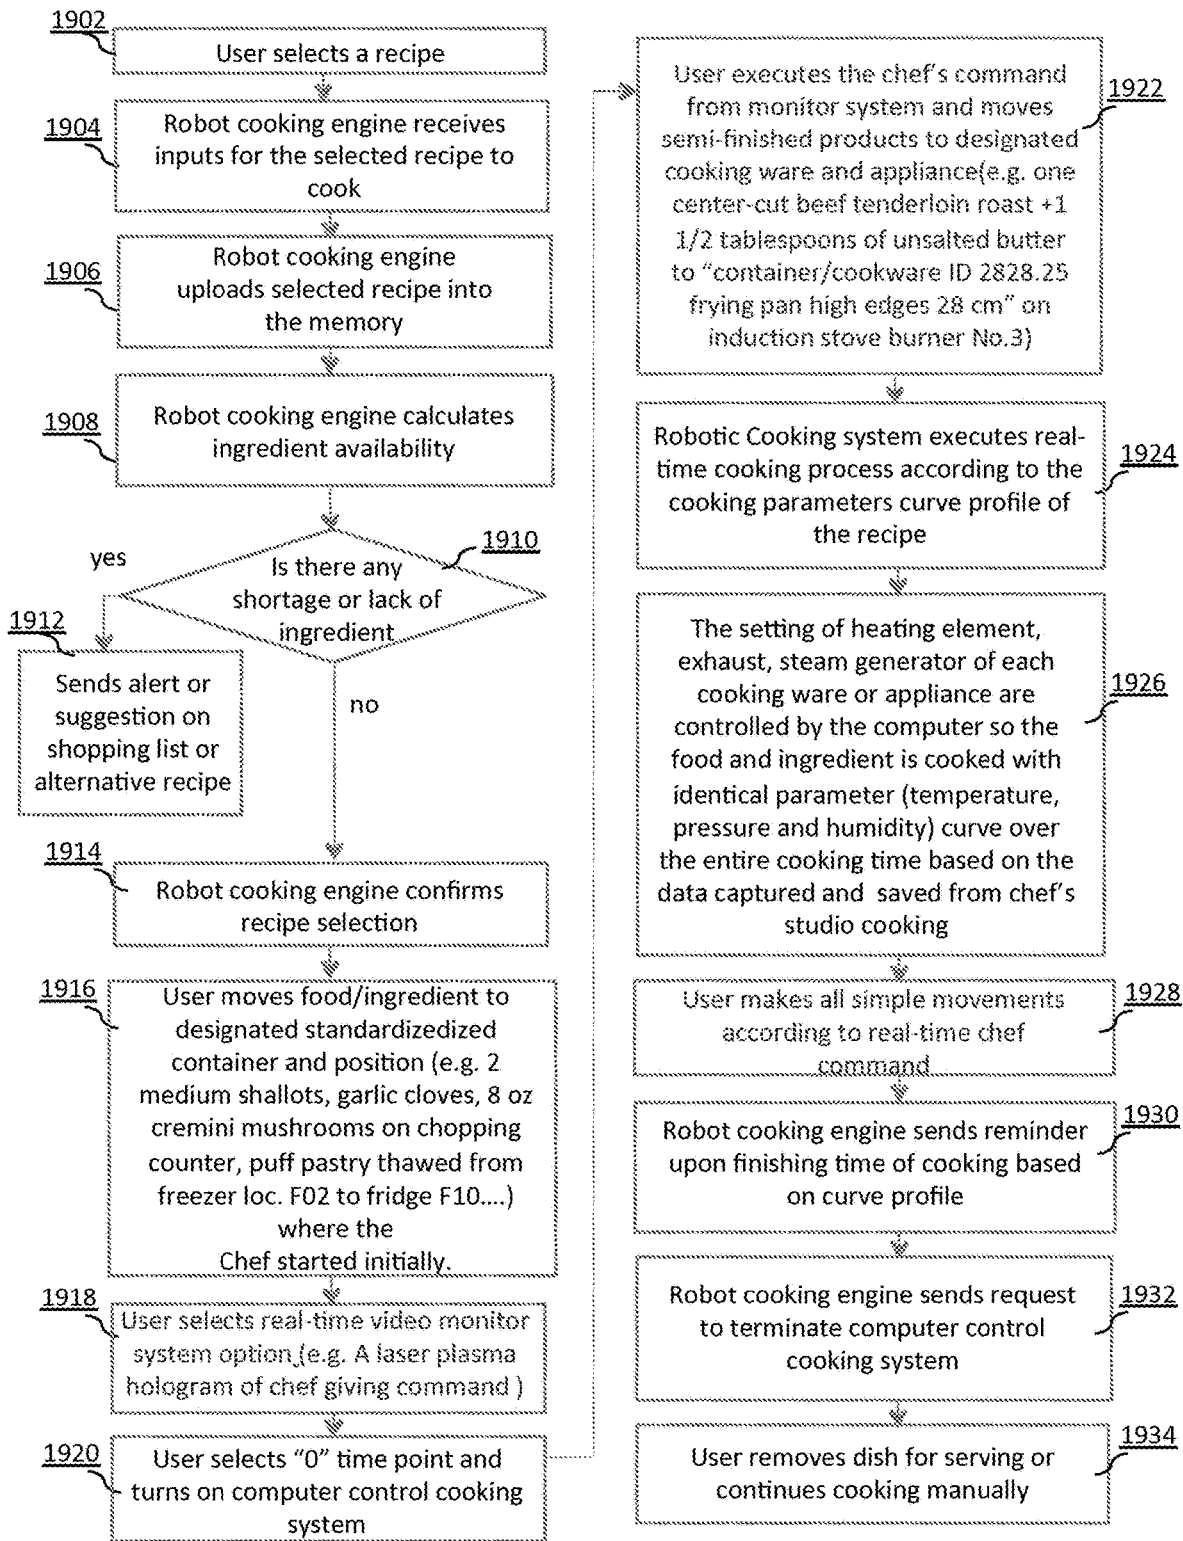 1902
User selects a recipe
1904
Robot cooking engine receives
inputs for the selected recipe to
cook
1906
Robot cooking engine
uploads selected recipe into
the memory
1908
Robot cooking engine calculates
ingredient availability
1910
yes
Is there any
shortage or lack of
ingredient
1912
Sends alert or
suggestion on
shopping list or
alternative recipe
no
1914
Robot cooking engine confirms
recipe selection
1916
User moves food/ingredient to
designated standardizedized
container and position (e.g. 2
medium shallots, garlic cloves, 8 oz
cremini mushrooms on chopping
counter, puff pastry thawed from
freezer loc. F02 to fridge F10....)
where the
Chef started initially.
1918
User selects real-time video monitor
system option,(e.g. A laser plasma
hologram of chef giving command )
1920
User selects “0” time point and
turns on computer control cooking
system
1922
User executes the chef’s command
from monitor system and moves
semi-finished products to designated
cooking ware and appliance(e.g. one
center-cut beef tenderloin roast +1
1/2 tablespoons of unsalted butter
to “container/cookware ID 2828.25
frying pan high edges 28 cm” on
induction stove burner No.3)
1924
Robotic Cooking system executes real-
time cooking process according to the
cooking parameters curve profile of
the recipe
1926
The setting of heating element,
exhaust, steam generator of each
cooking ware or appliance are
controlled by the computer so the
food and ingredient is cooked with
identical parameter (temperature,
pressure and humidity) curve over
the entire cooking time based on the
data captured and saved from chef’s
studio cooking
1928
User makes all simple movements
according to real-time chef
command
1930
Robot cooking engine sends reminder
upon finishing time of cooking based
on curve profile
1932
Robot cooking engine sends request
to terminate computer control
cooking system
1934
User removes dish for serving or
continues cooking manually